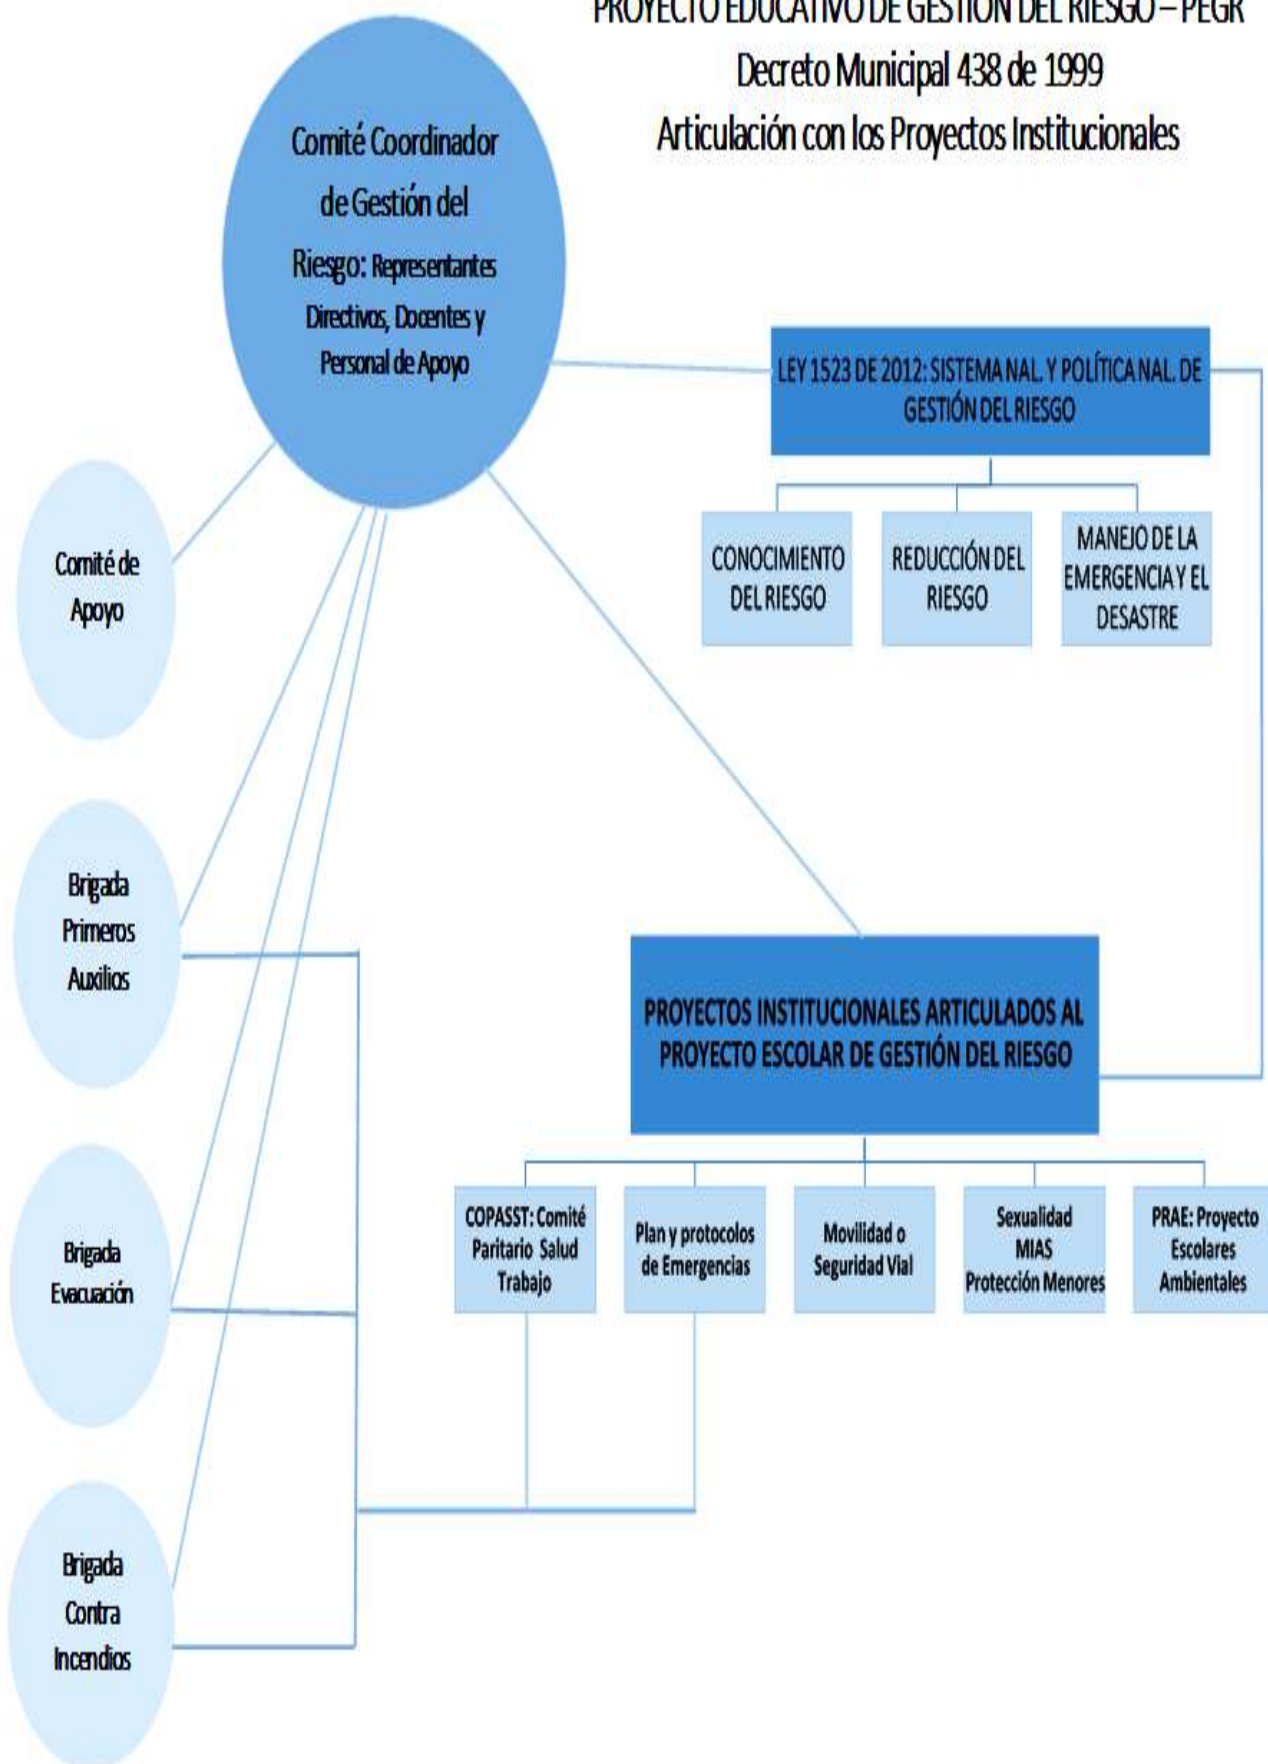 PROYECTO EDUCATIVO DE GESTIÓN DEL RIESGO – PEGR
Decreto Municipal 438 de 1999
Articulación con los Proyectos Institucionales
Comité Coordinador
de Gestión del
Riesgo: Representantes
Directivos, Docentes y
Personal de Apoyo
LEY 1523 DE 2012: SISTEMA NAL. Y POLÍTICA NAL. DE
GESTIÓN DEL RIESGO
CONOCIMIENTO
DEL RIESGO
REDUCCIÓN DEL
RIESGO
MANEJO DE LA
EMERGENCIA Y EL
DESASTRE
Comité de
Apoyo
Brigada
Primeros
Auxilios
PROYECTOS INSTITUCIONALES ARTICULADOS AL
PROYECTO ESCOLAR DE GESTIÓN DEL RIESGO
COPASST: Comité
Paritario Salud
Trabajo
Plan y protocolos
de Emergencias
Movilidad o
Seguridad Vial
Sexualidad
MIAS
Protección Menores
PRAE: Proyecto
Escolares
Ambientales
Brigada
Evacuación
Brigada
Contra
Incendios